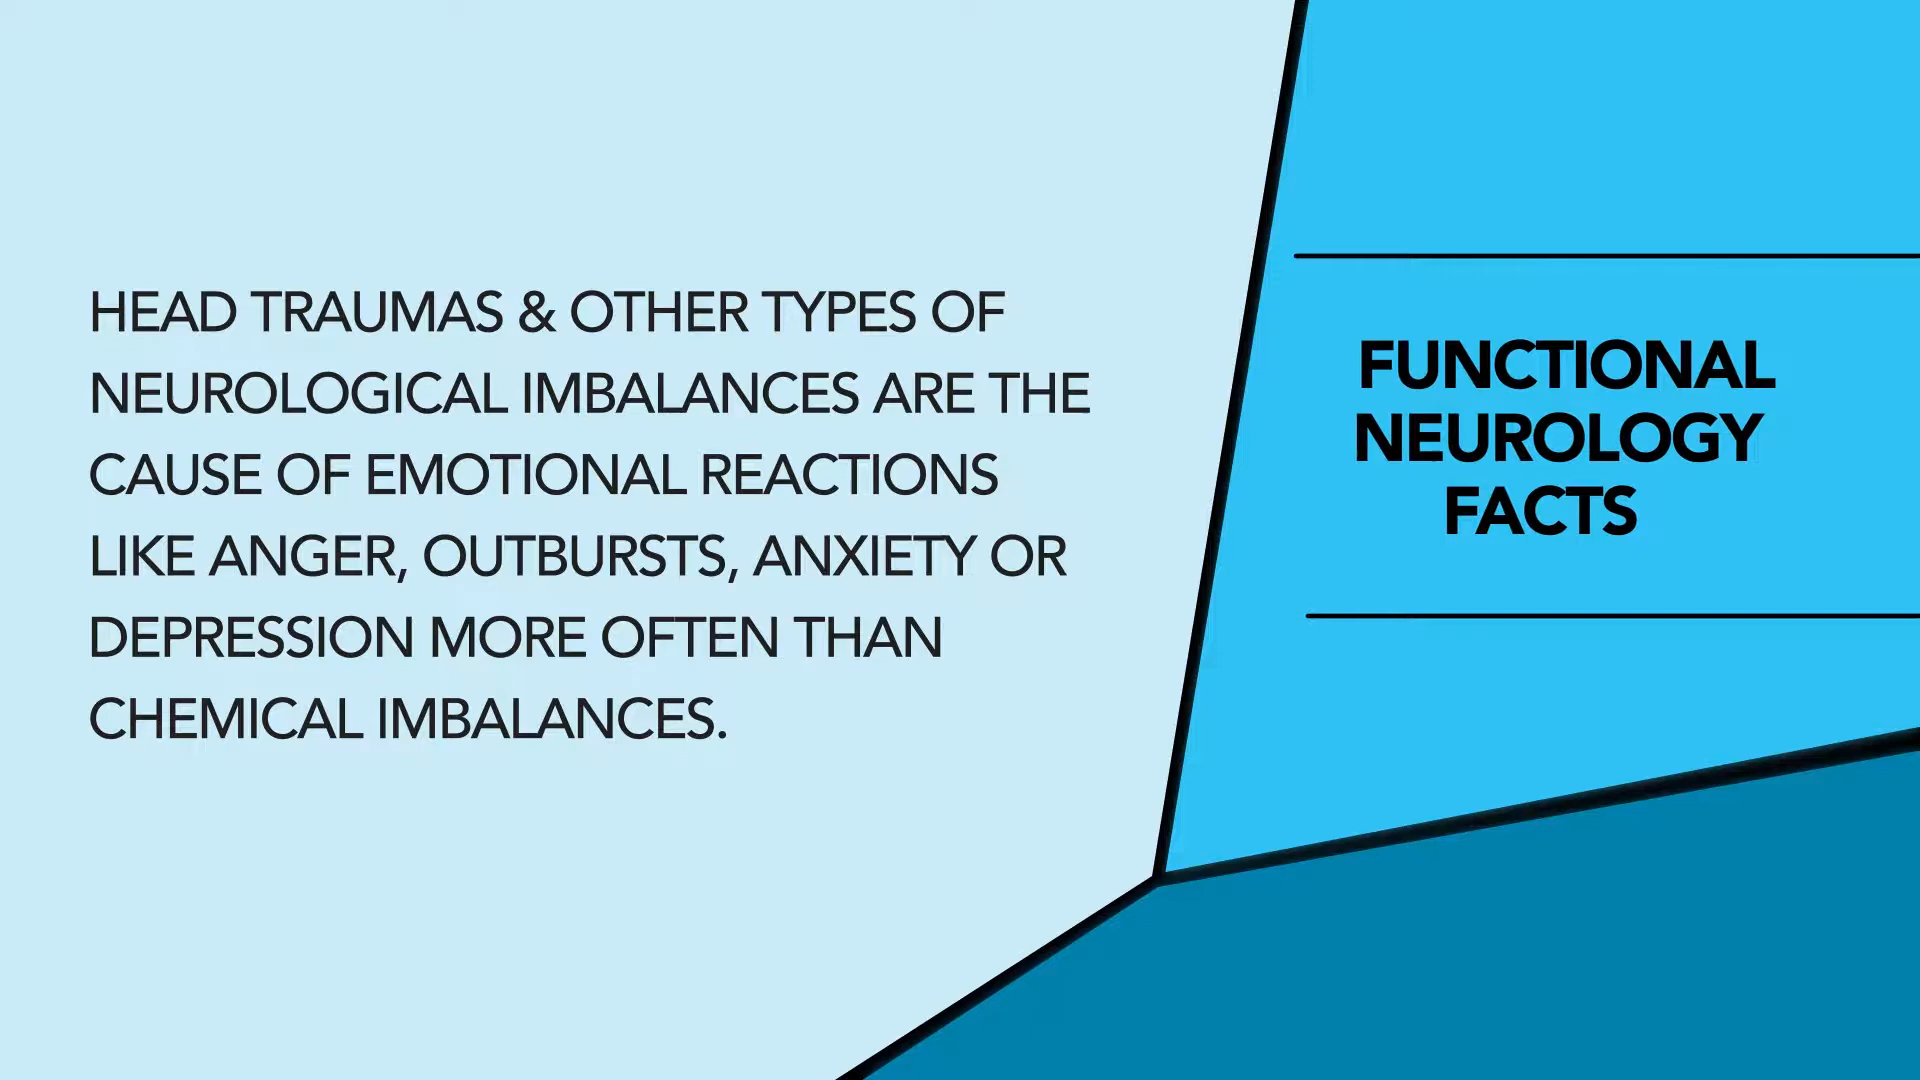 HEAD TRAUMAS & OTHER TYPES OF
NEUROLOGICAL IMBALANCES ARE THE
CAUSE OF EMOTIONAL REACTIONS
LIKE ANGER, OUTBURSTS, ANXIETY OR
DEPRESSION MORE OFTEN THAN
CHEMICAL IMBALANCES.
FUNCTIONAL
NEUROLOGY
FACTS